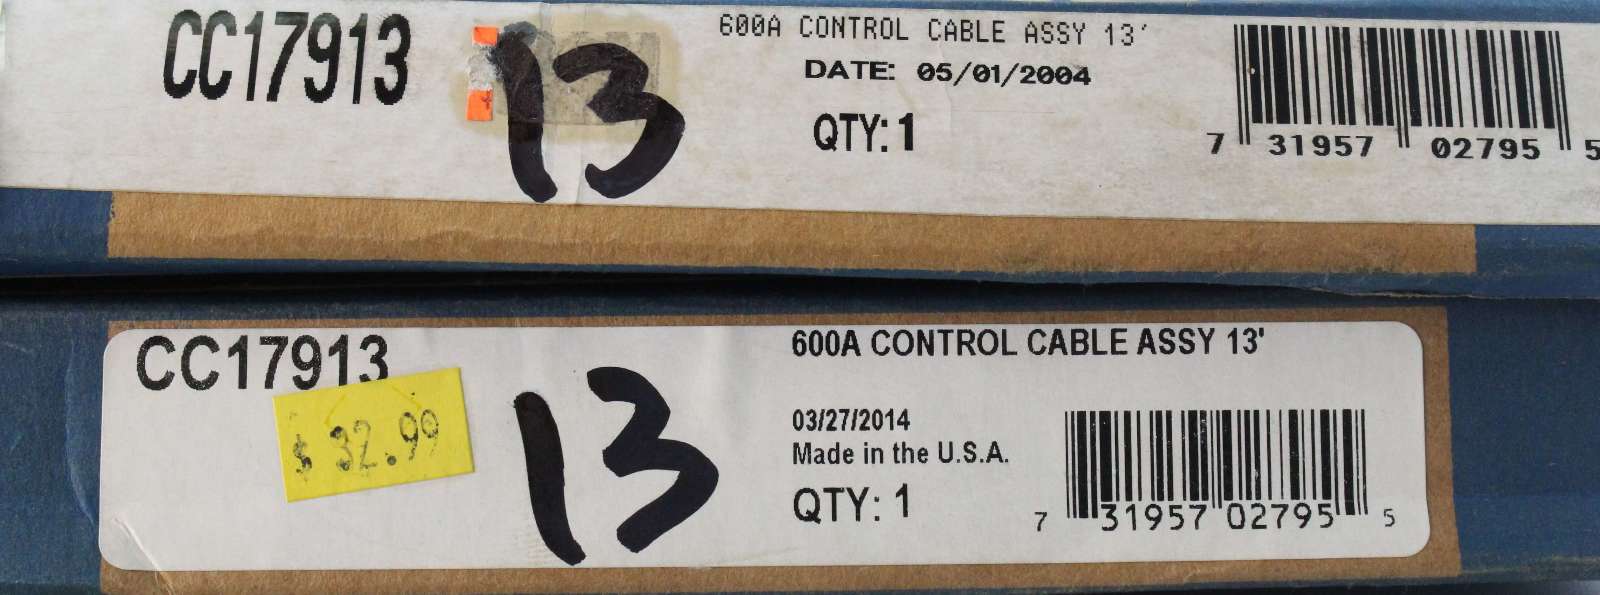 CC17913
13
600A CONTROL CABLE ASSY 13'
DATE: 05/01/2004
QTY: 1
7 31957 02795 5
CC17913
$ 32.99
13
600A CONTROL CABLE ASSY 13'
03/27/2014
Made in the U.S.A.
QTY: 1
7 31957 02795 5